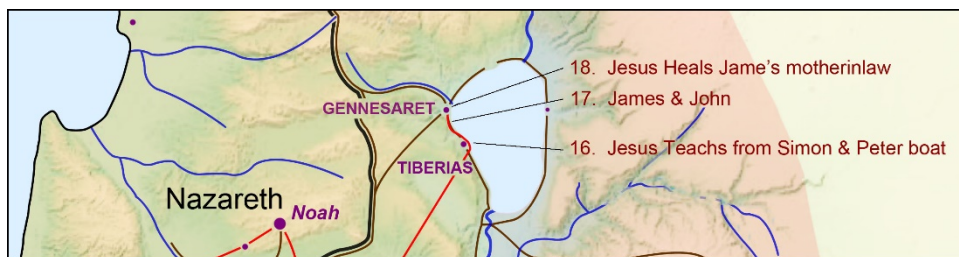 18. Jesus Heals Jame's motherinlaw
GENNESARET
17. James & John
16. Jesus Teachs from Simon & Peter boat
TIBERIAS
Nazareth
Noah